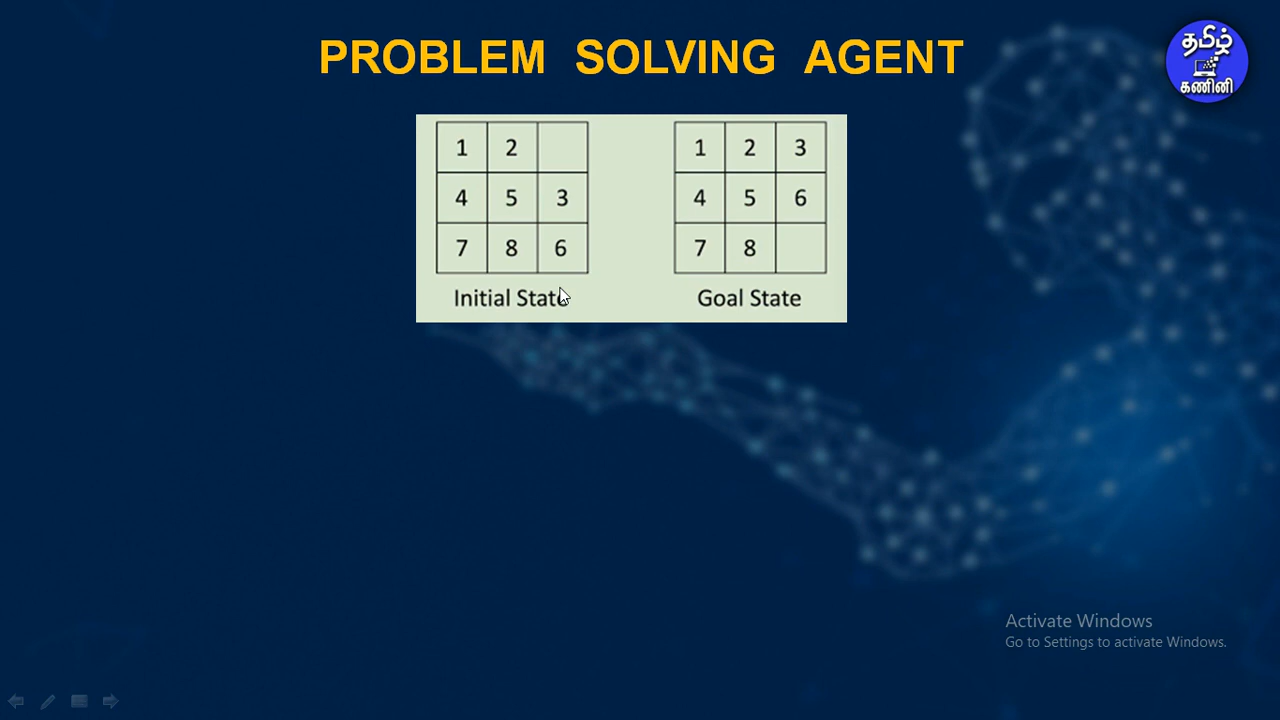 PROBLEM SOLVING AGENT
தமிழ்
கணினி
1 2
4 5 3
7 8 6
Initial State
1 2 3
4 5 6
7 8
Goal State
Activate Windows
Go to Settings to activate Windows.